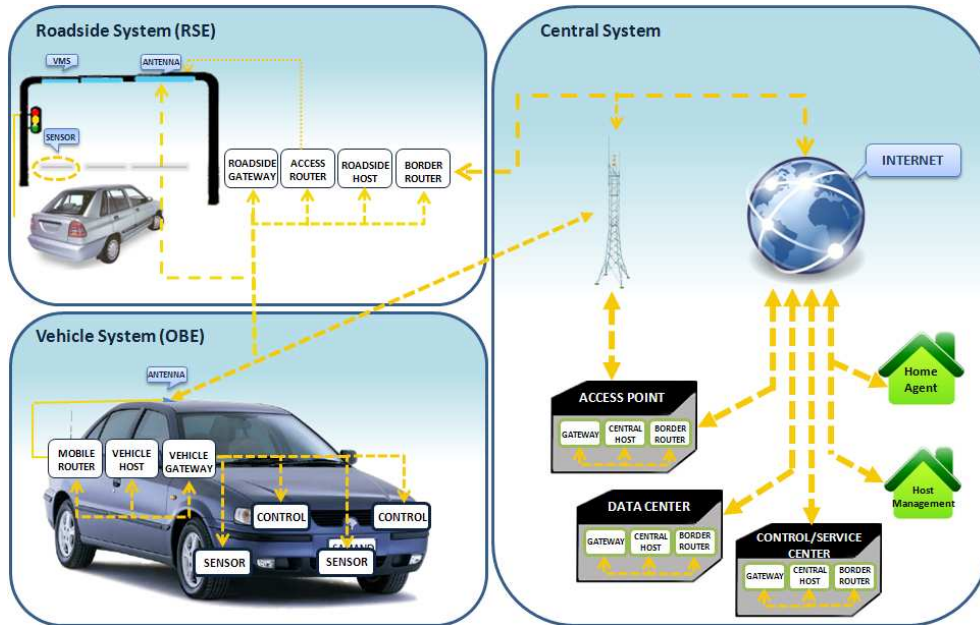 Roadside System (RSE)
VMS
ANTENNA
SENSOR
ROADSIDE
GATEWAY
ACCESS
ROUTER
ROADSIDE
HOST
BORDER
ROUTER
Vehicle System (OBE)
ANTENNA
MOBILE
ROUTER
VEHICLE
HOST
VEHICLE
GATEWAY
CONTROL
CONTROL
SENSOR
SENSOR
Central System
INTERNET
Home
Agent
ACCESS POINT
GATEWAY
CENTRAL
HOST
BORDER
ROUTER
Host
Management
DATA CENTER
GATEWAY
CENTRAL
HOST
BORDER
ROUTER
CONTROL/SERVICE
CENTER
GATEWAY
CENTRAL
HOST
BORDER
ROUTER